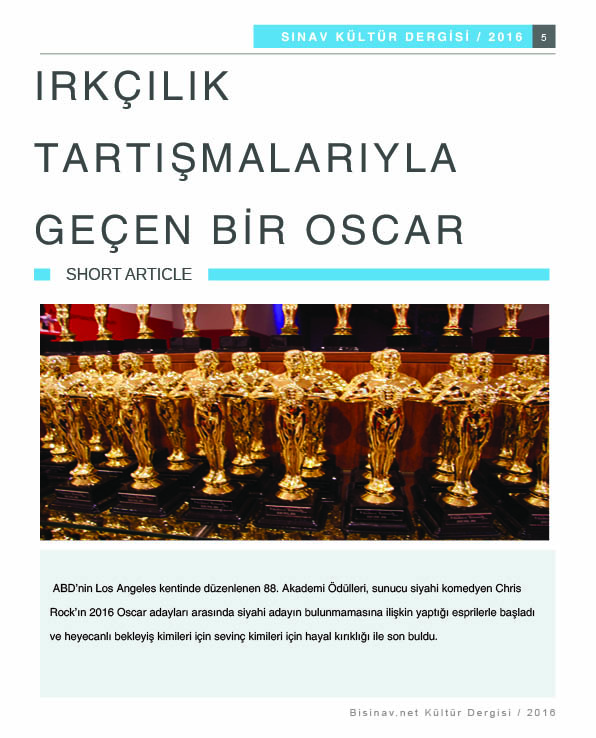 SINAV KÜLTÜR DERGİSİ / 2016 5
IRKÇILIK
TARTIŞMALARIYLA
GEÇEN BİR OSCAR
SHORT ARTICLE
ABD’nin Los Angeles kentinde düzenlenen 88. Akademi Ödülleri, sunucu siyahi komedyen Chris
Rock’ın 2016 Oscar adayları arasında siyahi adayın bulunmamasına ilişkin yaptığı esprilerle başladı
ve heyecanlı bekleyiş kimileri için sevinç kimileri için hayal kırıklığı ile son buldu.
Bisinav.net Kültür Dergisi / 2016